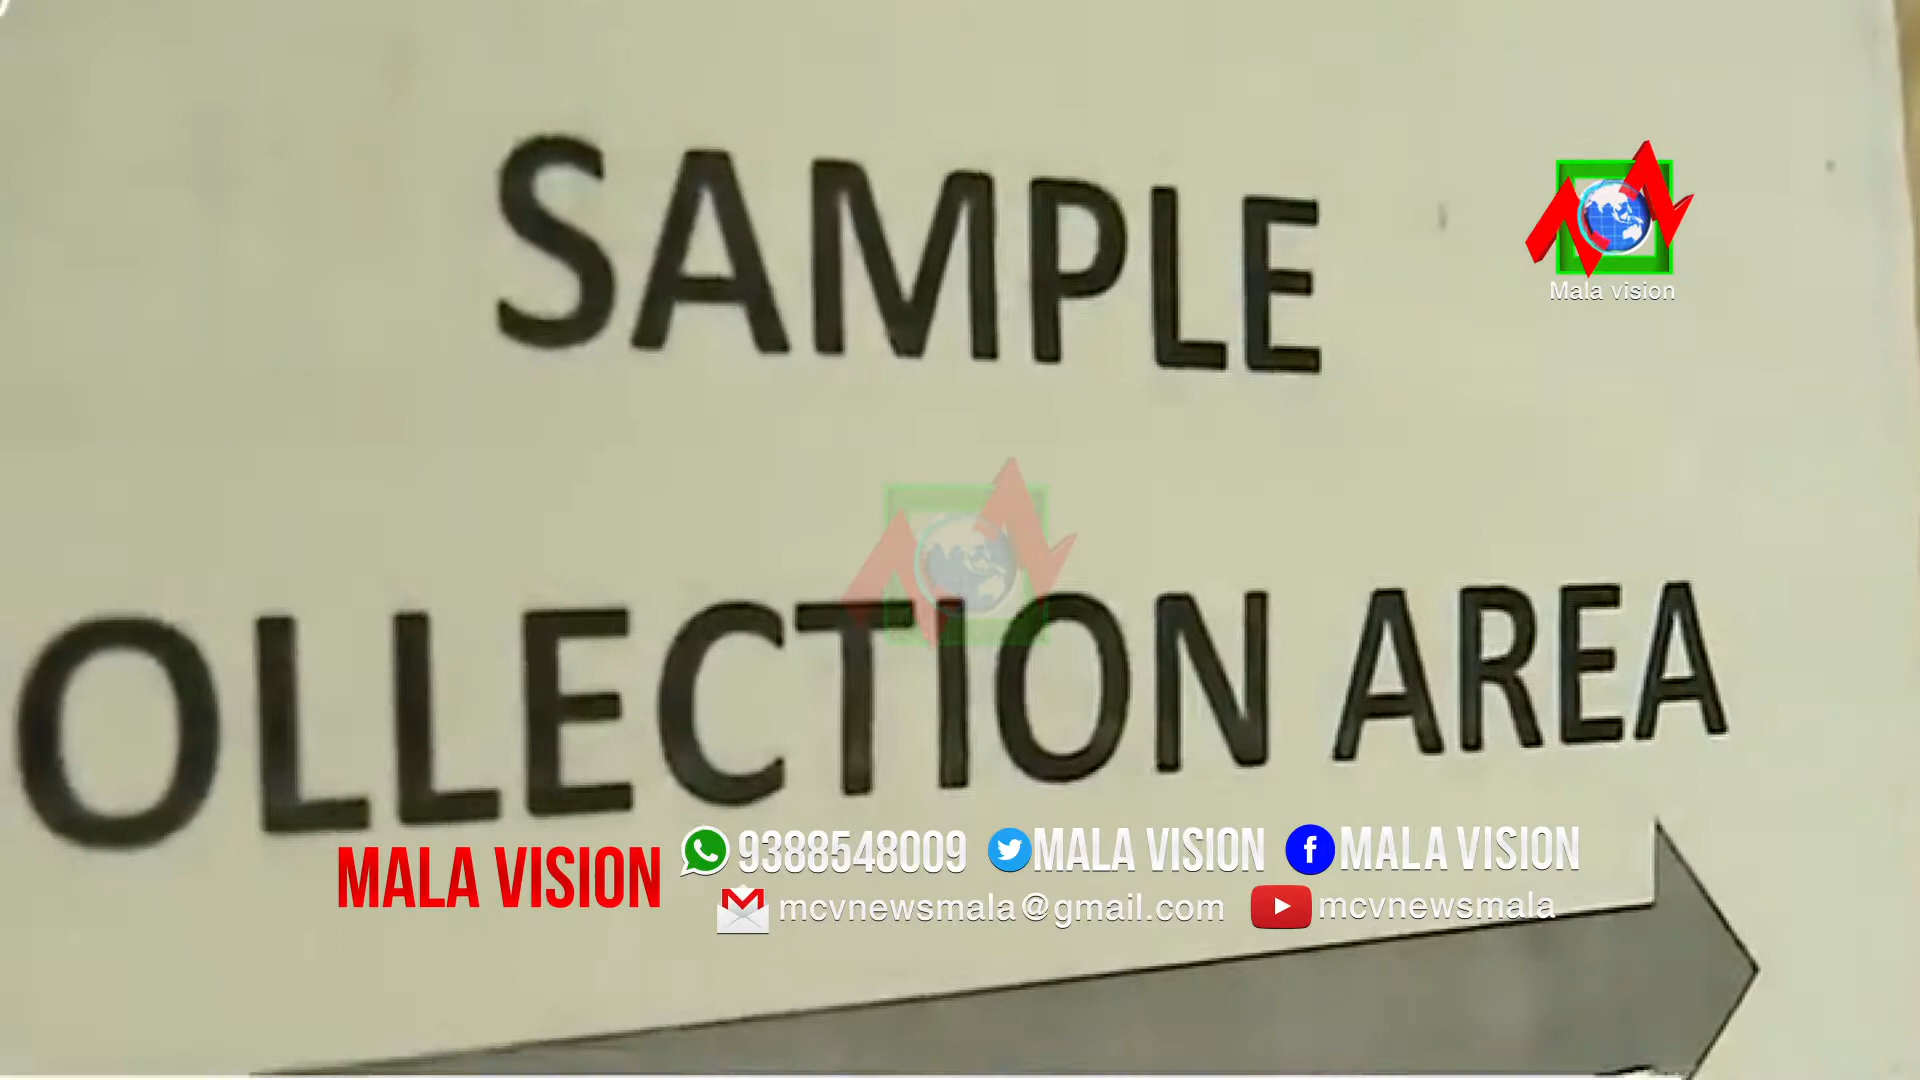 SAMPLE
Mala vision
OLLECTION AREA
MALA VISION
9388548009 MALA VISION MALA VISION
mcvnewsmala@gmail.com mcvnewsmala